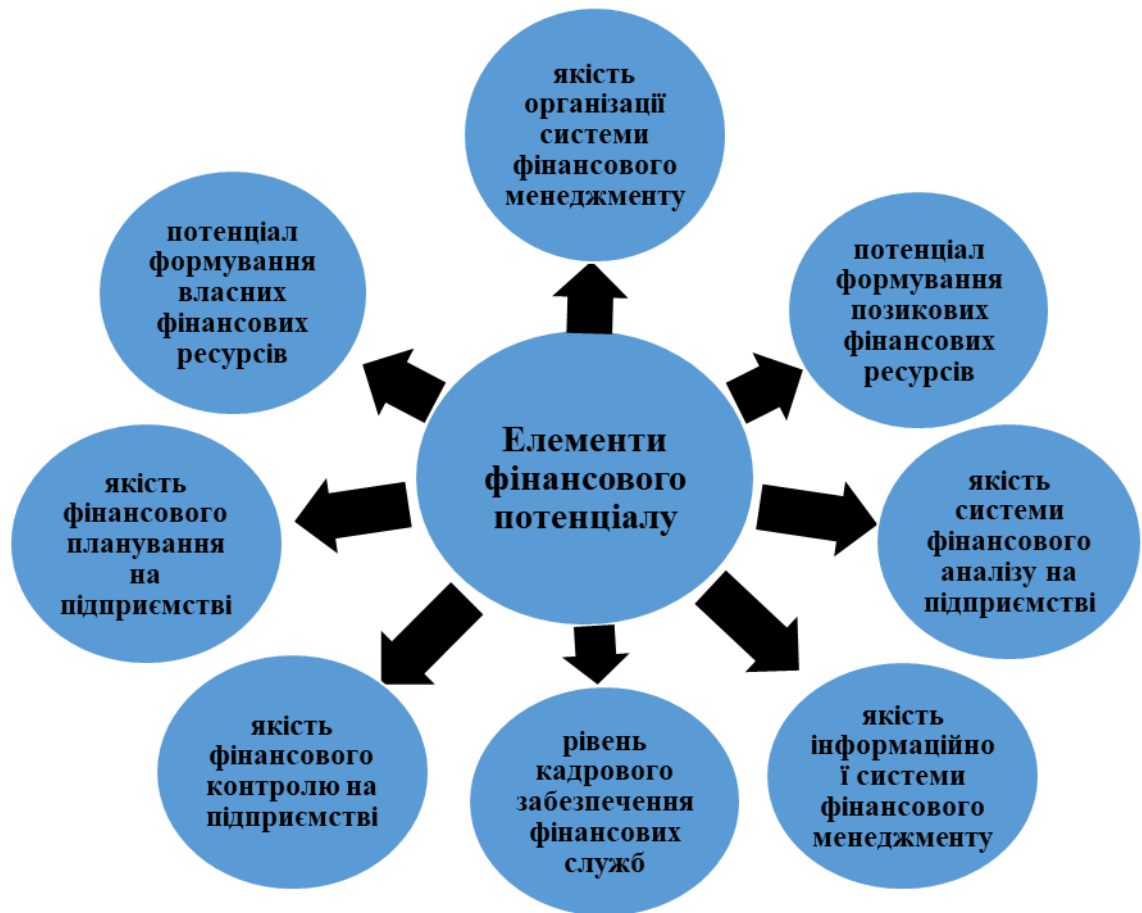 якість
організації
системи
фінансового
менеджменту
потенціал
формування
власних
фінансових
ресурсів
потенціал
формування
позикових
фінансових
ресурсів
Елементи
фінансового
потенціалу
якість
фінансового
планування
на
підприємстві
якість
системи
фінансового
аналізу на
підприємстві
якість
фінансового
контролю на
підприємстві
рівень
кадрового
забезпечення
фінансових
служб
якість
інформаційно
ї системи
фінансового
менеджменту